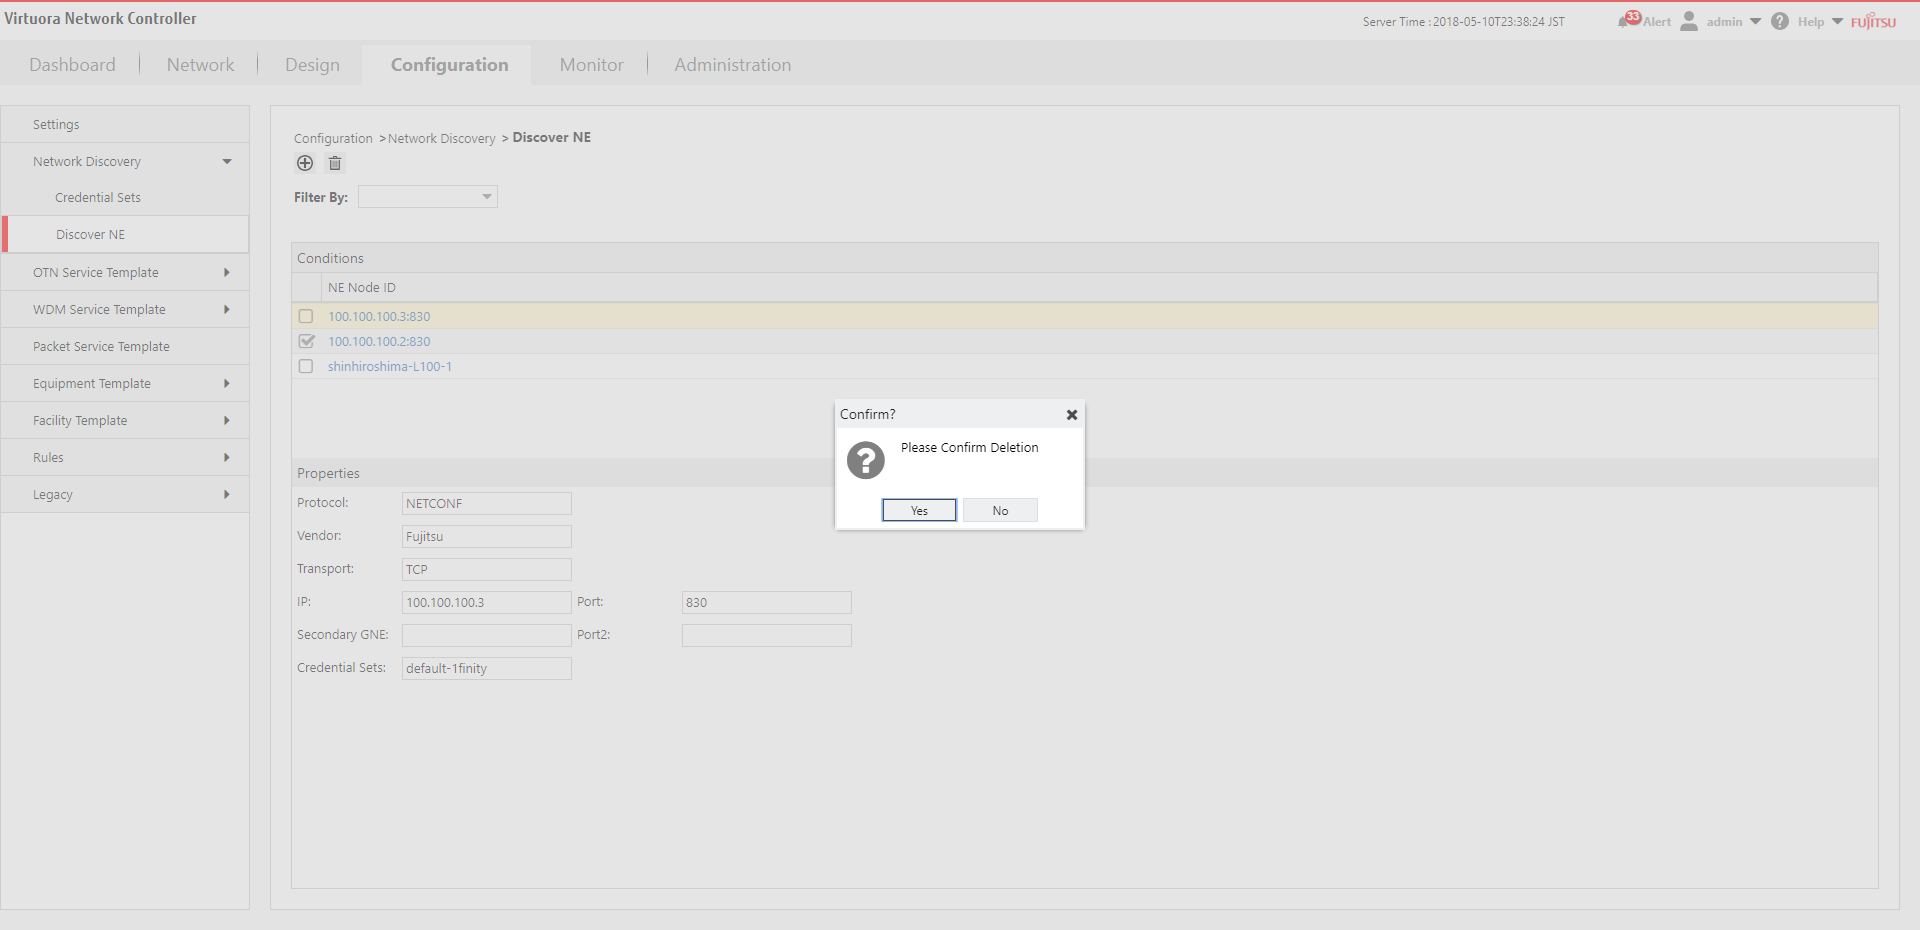 Virtuora Network Controller
Server Time : 2018-05-10T23:38:24 JST
33 Alert
admin
Help
FUJITSU
Dashboard
Network
Design
Configuration
Monitor
Administration
Settings
Network Discovery
Credential Sets
Discover NE
OTN Service Template
WDM Service Template
Packet Service Template
Equipment Template
Facility Template
Rules
Legacy
Configuration >Network Discovery > Discover NE
Filter By:
Conditions
NE Node ID
100.100.100.3:830
100.100.100.2:830
shinhiroshima-L100-1
Confirm?
Please Confirm Deletion
Yes
No
Properties
Protocol: NETCONF
Vendor: Fujitsu
Transport: TCP
IP: 100.100.100.3 Port: 830
Secondary GNE: Port2:
Credential Sets: default-1finity